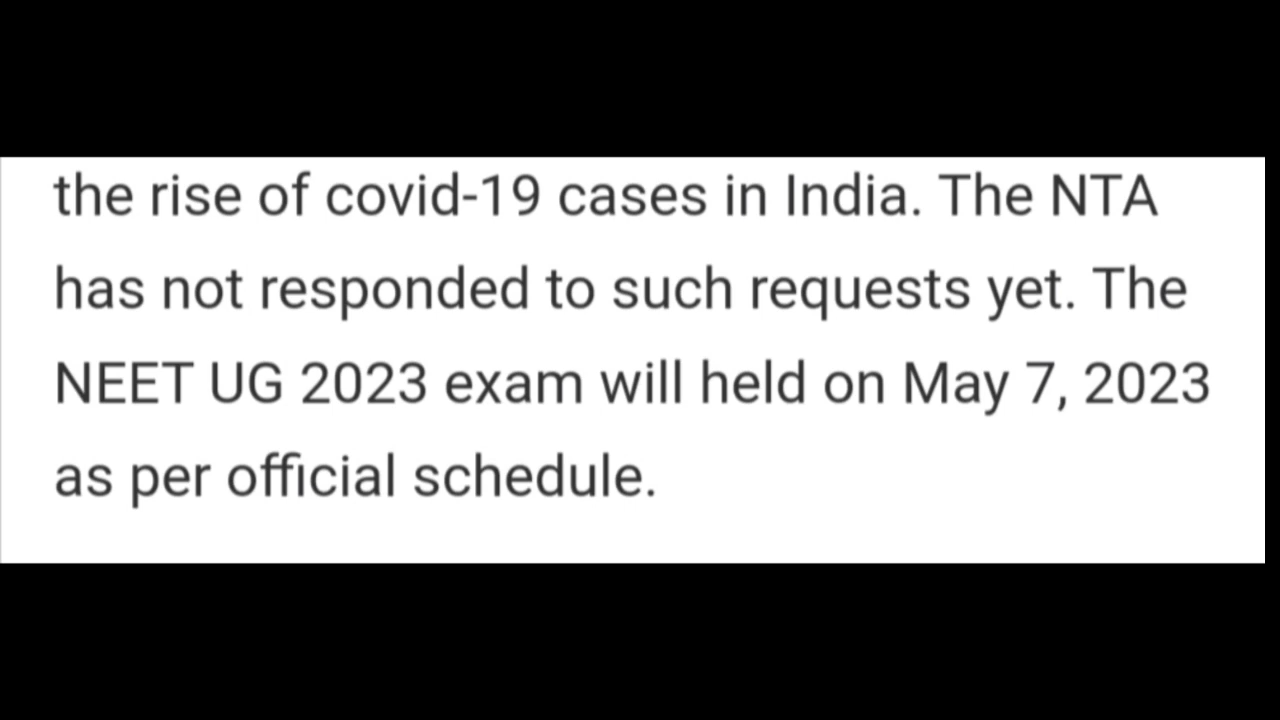 the rise of covid-19 cases in India. The NTA
has not responded to such requests yet. The
NEET UG 2023 exam will held on May 7, 2023
as per official schedule.